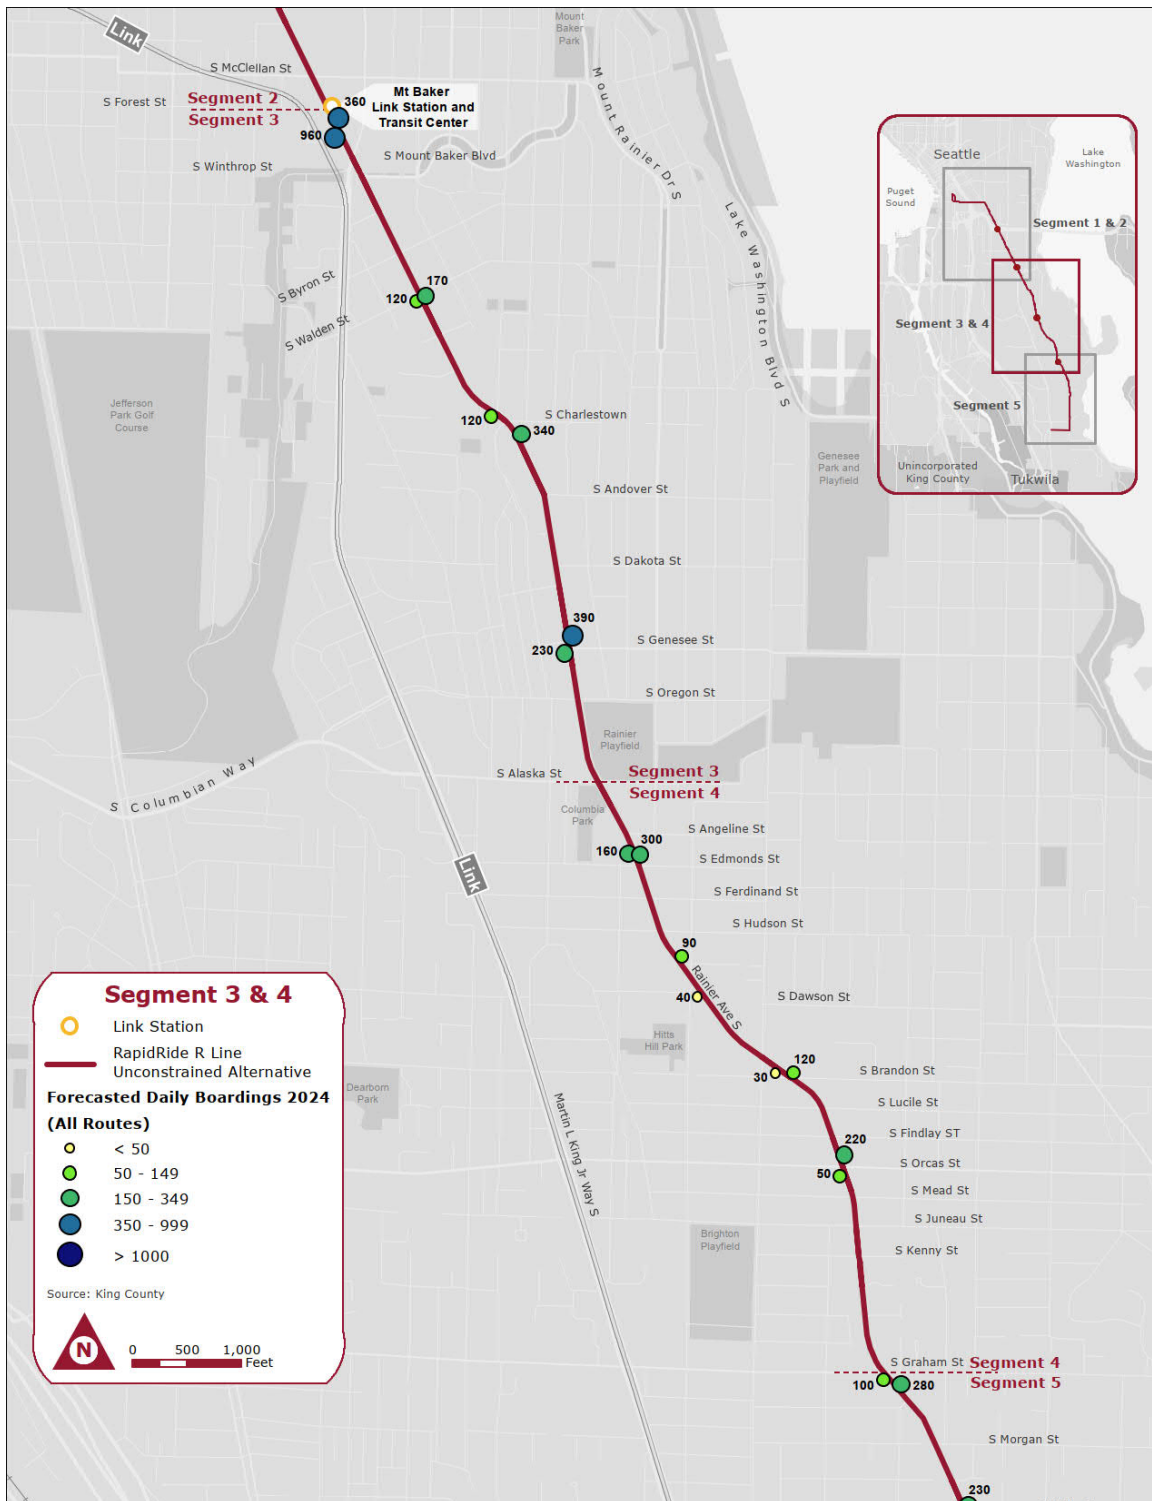 Mount
Baker
Park
Link
S McClellan St
S Forest St
Segment 2
Segment 3
360
960
Mt Baker
Link Station and
Transit Center
S Mount Baker Blvd
S Winthrop St
Mount Rainier Dr S
Lake Washington Blvd S
Seattle
Lake
Washington
Puget
Sound
Segment 1 & 2
Segment 3 & 4
Segment 5
Unincorporated
King County
Tukwila
S Byron St
170
120
S Walden St
Jefferson
Park Golf
Course
S Charlestown
120
340
Genesee
Park and
Playfield
S Andover St
S Dakota St
390
S Genesee St
230
S Oregon St
Rainier
Playfield
S Columbian Way
S Alaska St
Segment 3
Segment 4
Columbia
Park
S Angeline St
300
160
S Edmonds St
Link
S Ferdinand St
S Hudson St
90
Rainier Ave S
40
S Dawson St
Hitts
Hill Park
120
30
S Brandon St
S Lucile St
Dearborn
Park
Martin L King Jr Way S
S Findlay ST
220
S Orcas St
50
S Mead St
S Juneau St
Brighton
Playfield
S Kenny St
S Graham St
Segment 4
Segment 5
100
280
S Morgan St
230
Segment 3 & 4
Link Station
RapidRide R Line
Unconstrained Alternative
Forecasted Daily Boardings 2024
(All Routes)
< 50
50 - 149
150 - 349
350 - 999
> 1000
Source: King County
N
0 500 1,000
Feet